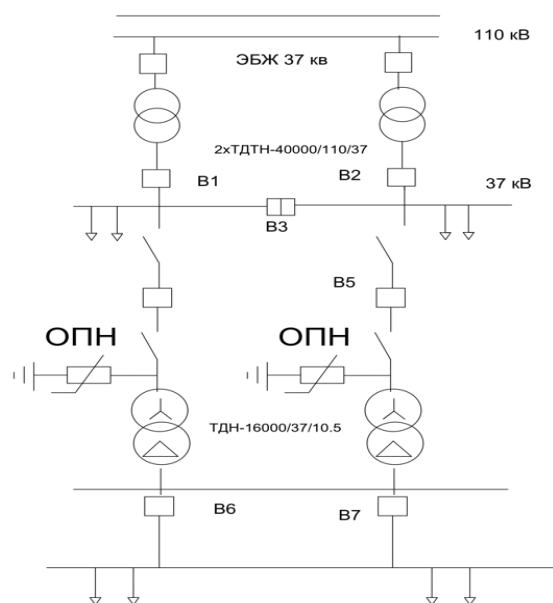 110 кВ
ЭБЖ 37 кв
2хТДТН-40000/110/37
В1
В2
37 кВ
В3
В5
ОПН
ОПН
ТДН-16000/37/10.5
В6
В7